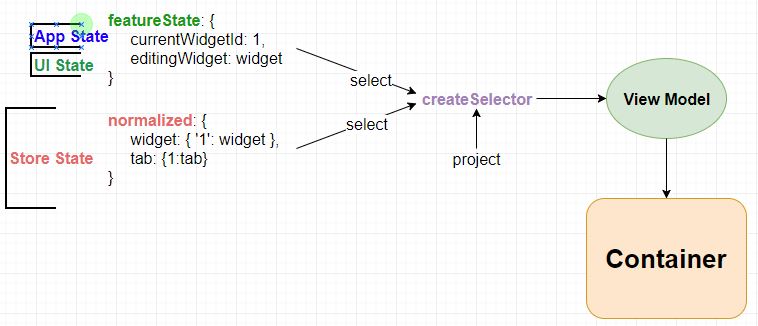 featureState: {
App State
currentWidgetId: 1,
UI State
editingWidget: widget
}
select
createSelector
View Model
normalized: {
select
widget: { '1': widget },
Store State
tab: {1:tab}
project
}
Container